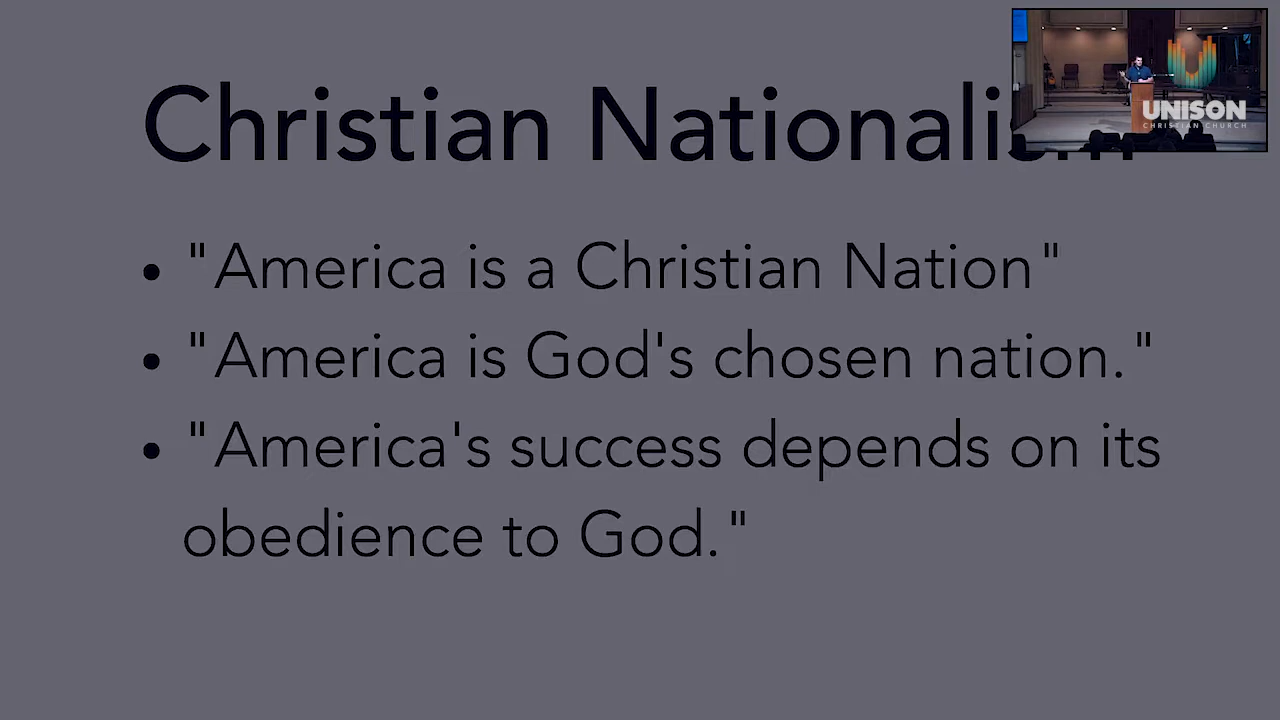 Christian Nationalism
• "America is a Christian Nation"
• "America is God's chosen nation."
• "America's success depends on its
obedience to God."
UNISON
CHRISTIAN CHURCH